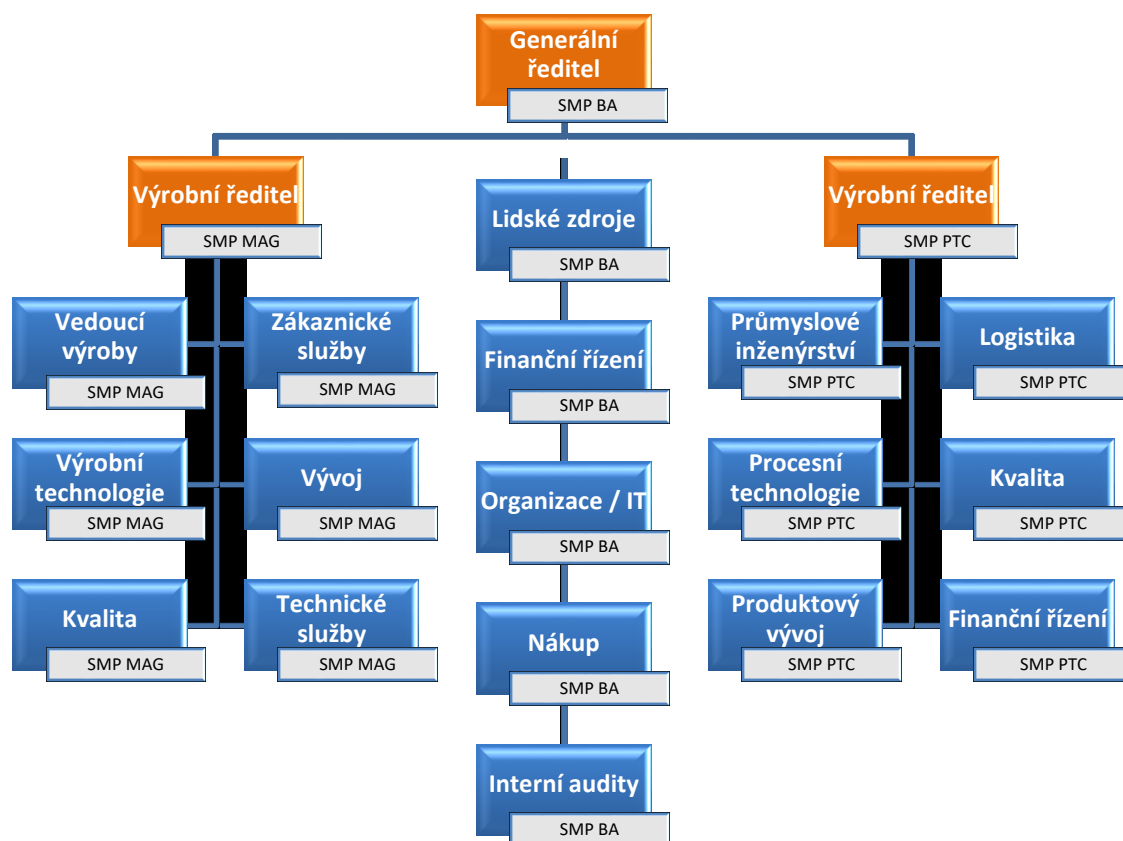 Generální
ředitel
SMP BA
Výrobní ředitel
SMP MAG
Vedoucí
výroby
SMP MAG
Zákaznické
služby
SMP MAG
Výrobní
technologie
SMP MAG
Vývoj
SMP MAG
Kvalita
SMP MAG
Technické
služby
SMP MAG
Lidské zdroje
SMP BA
Finanční řízení
SMP BA
Organizace / IT
SMP BA
Nákup
SMP BA
Interní audity
SMP BA
Výrobní ředitel
SMP PTC
Průmyslové
inženýrství
SMP PTC
Logistika
SMP PTC
Procesní
technologie
SMP PTC
Kvalita
SMP PTC
Produktový
vývoj
SMP PTC
Finanční řízení
SMP PTC